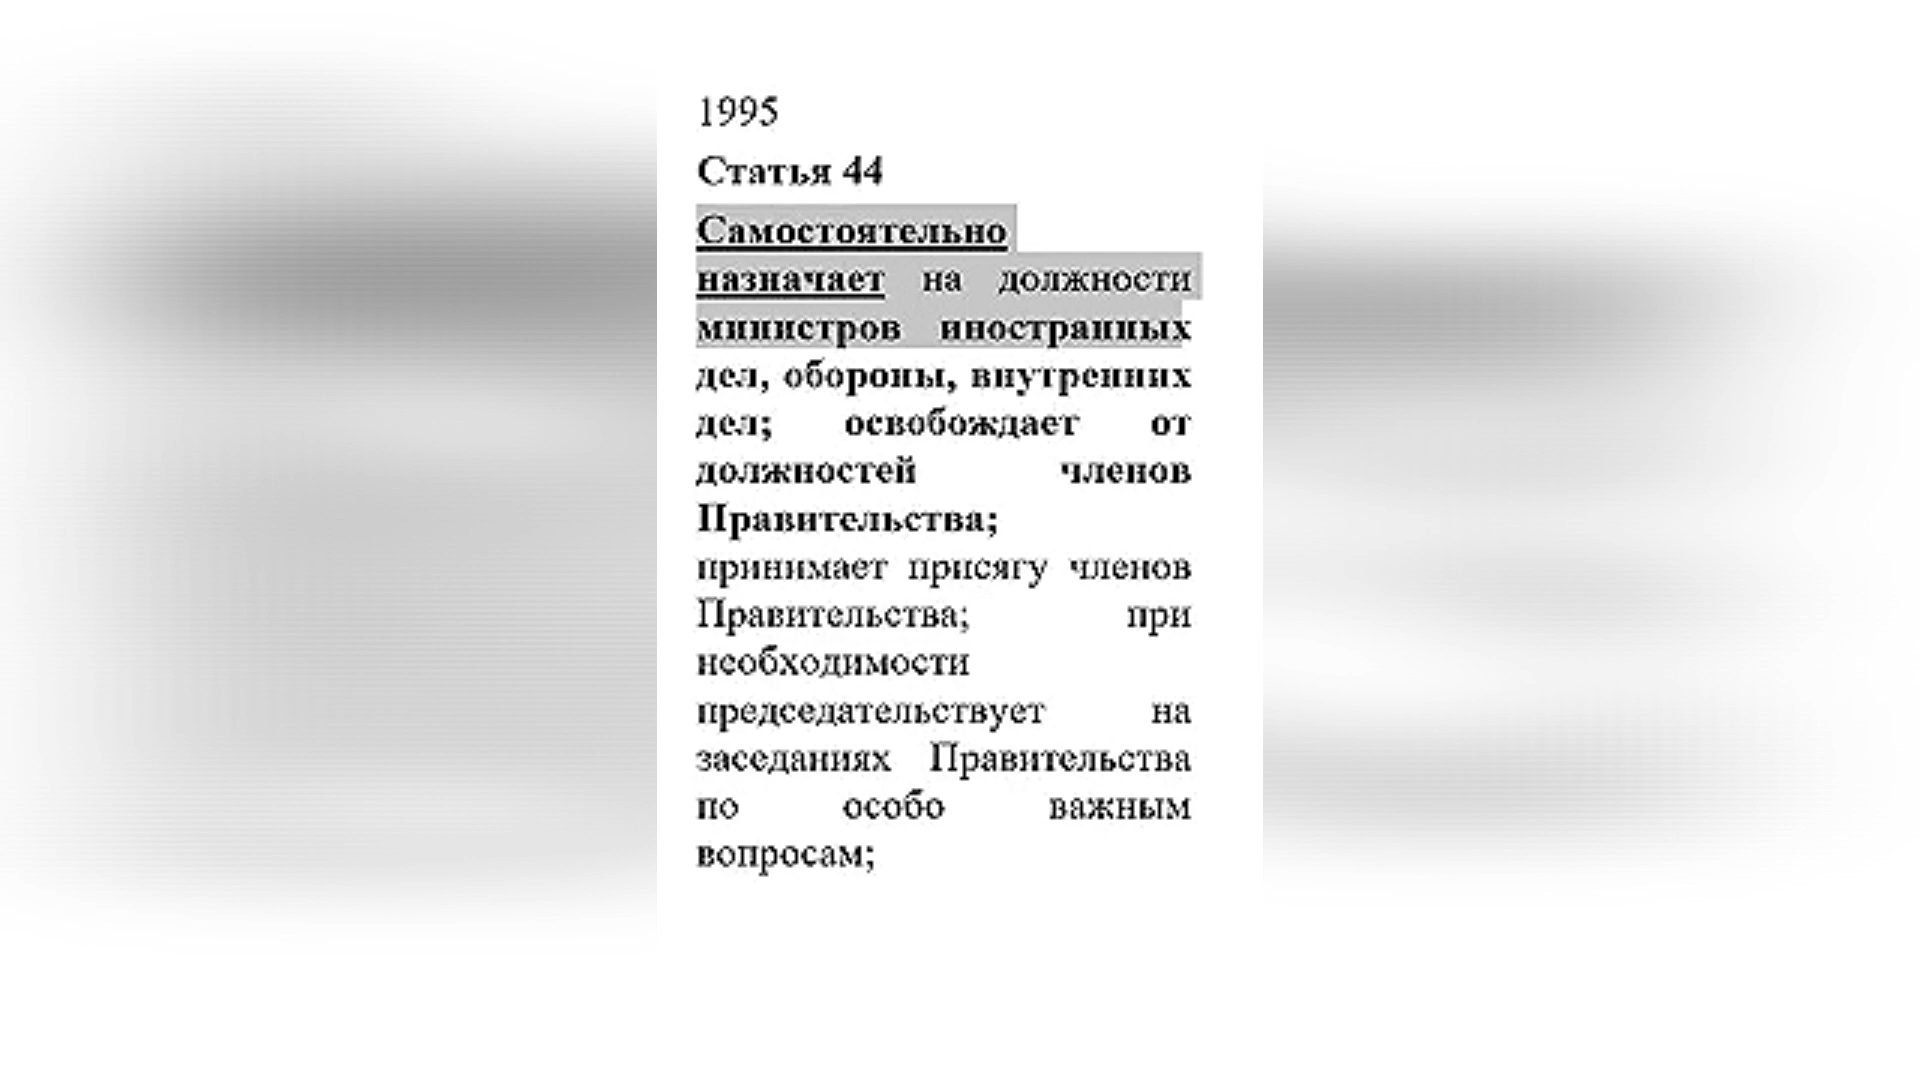 1995
Статья 44
Самостоятельно
назначает на должности
министров иностранных
дел, обороны, внутренних
дел; освобождает от
должностей членов
Правительства;
принимает присягу членов
Правительства; при
необходимости
председательствует на
заседаниях Правительства
по особо важным
вопросам;